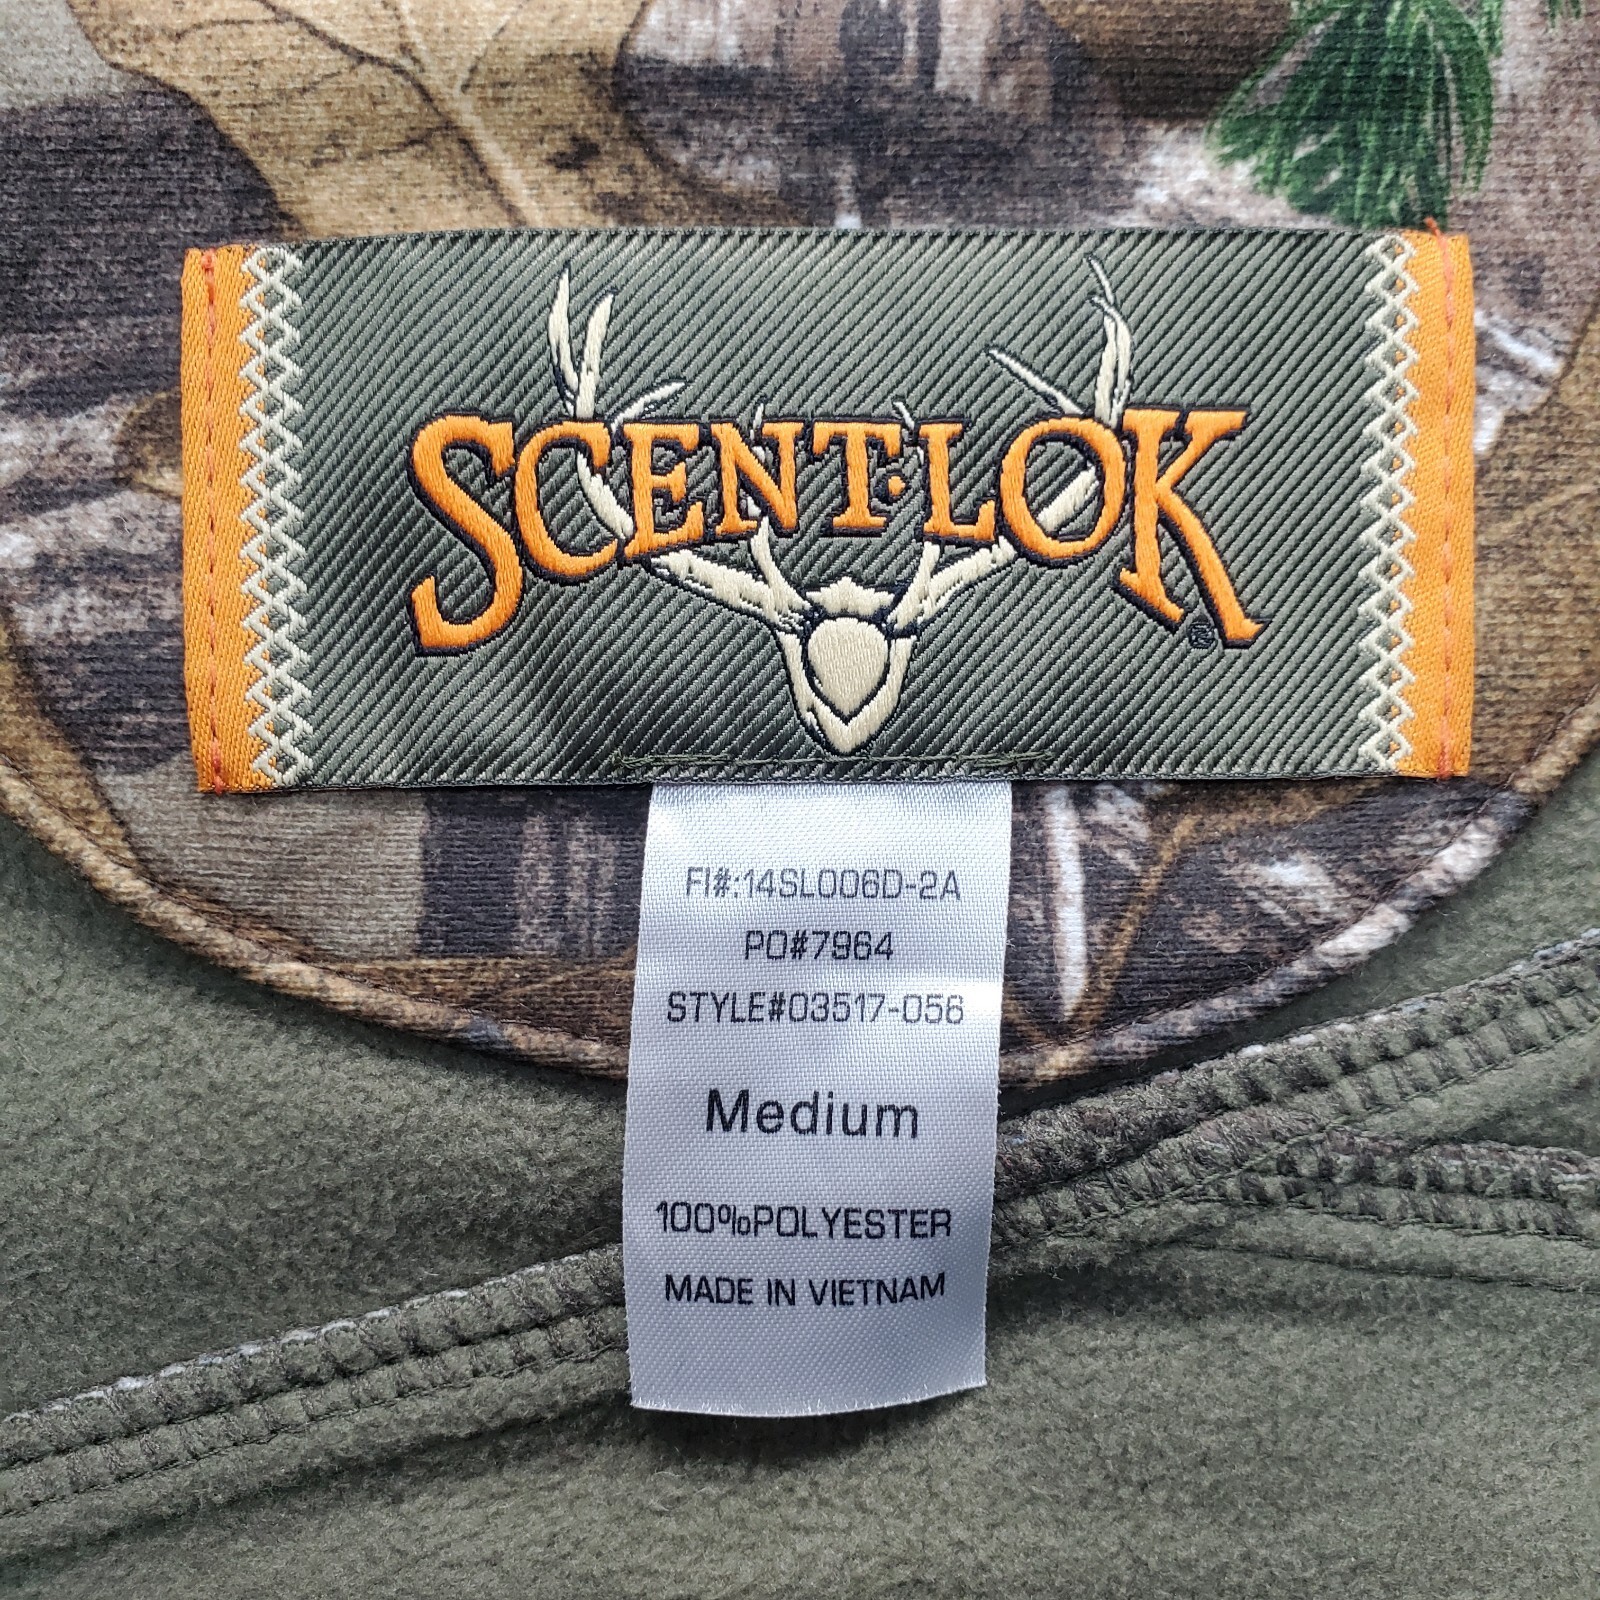 SCENT·LOK®
FI#:14SL006D-2A
PO#7964
STYLE#03517-056
Medium
100%POLYESTER
MADE IN VIETNAM